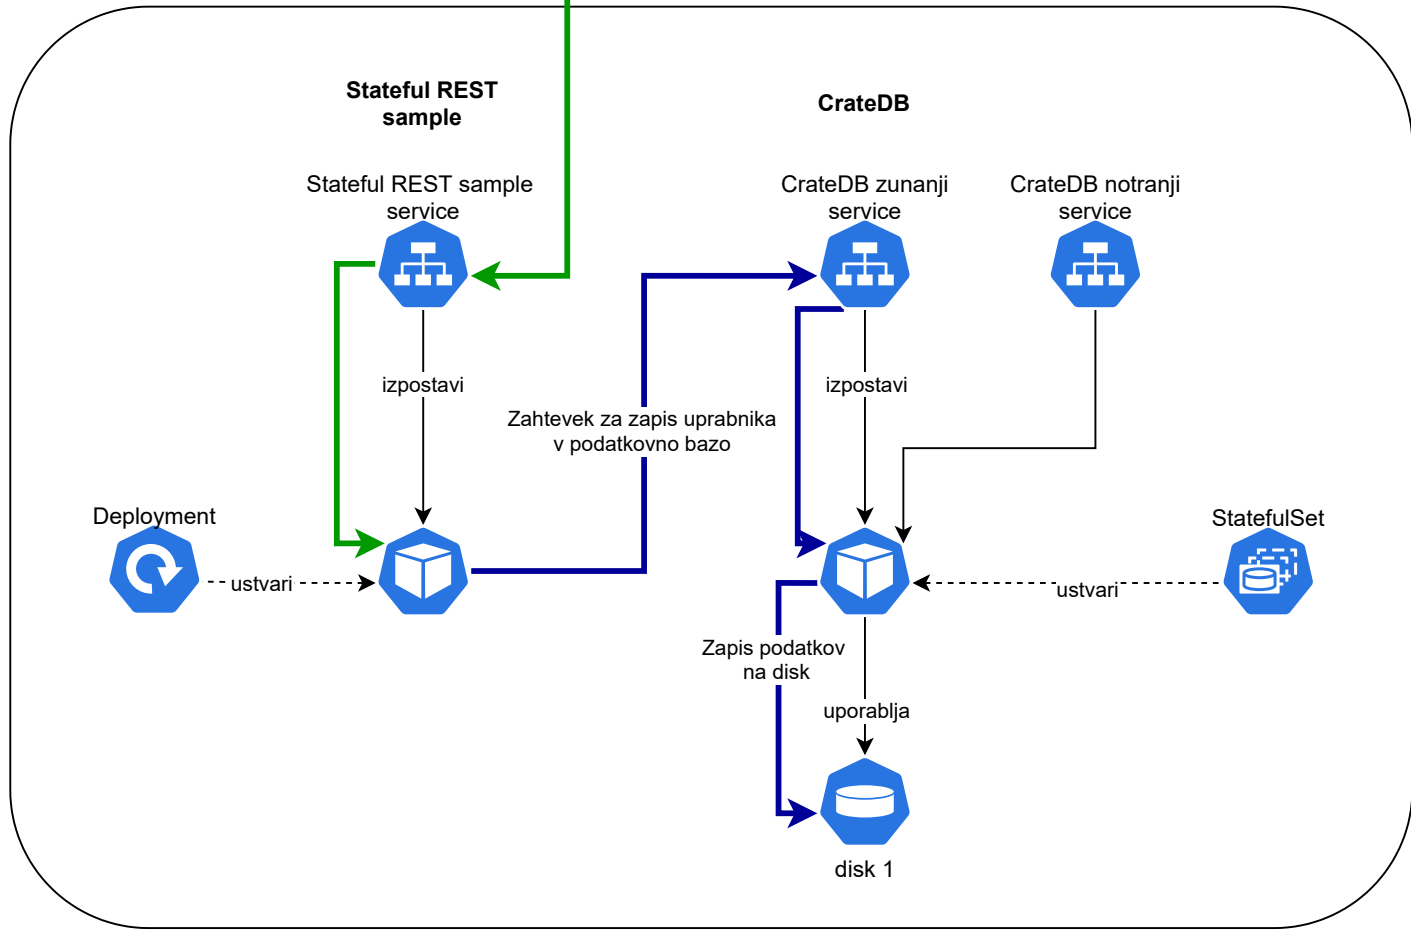 Stateful REST
sample
CrateDB
Stateful REST sample
service
CrateDB zunanji
service
CrateDB notranji
service
izpostavi
izpostavi
Zahtevek za zapis uprabnika
v podatkovno bazo
Deployment
StatefulSet
ustvari
ustvari
Zapis podatkov
na disk
uporablja
disk 1